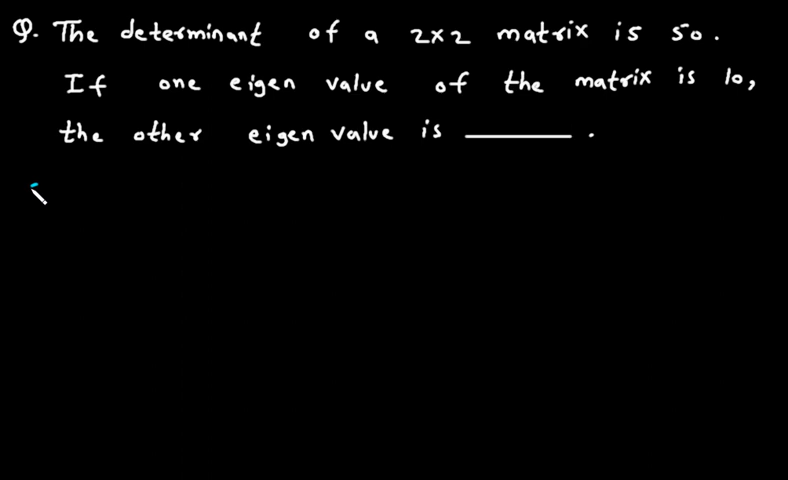 Q. The determinant of a 2x2 matrix is 50.
If one eigen value of the matrix is 10,
the other eigen value is ______ .